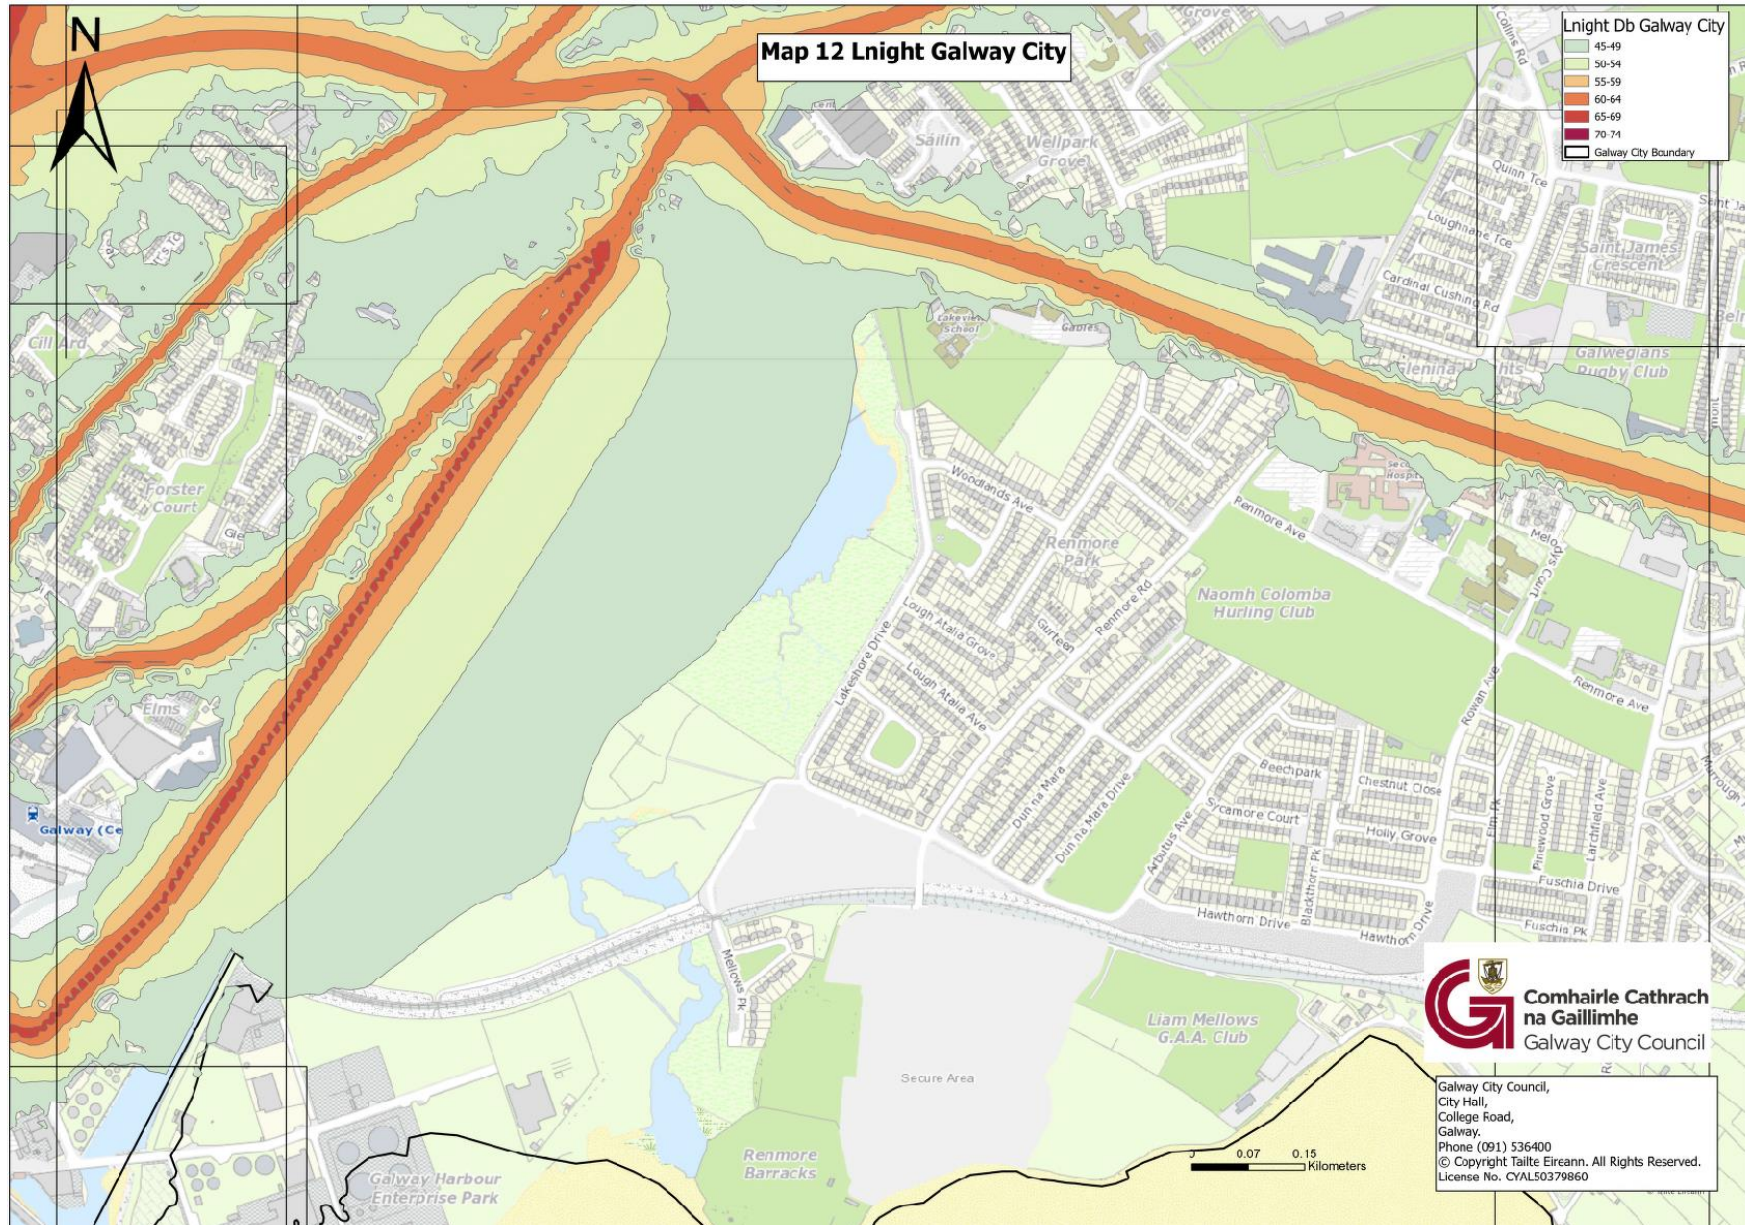 N
Map 12 Lnight Galway City
Lnight Db Galway City
45-49
50-54
55-59
60-64
65-69
70-74
Galway City Boundary
Grove
Collins Rd
Sáilín
Wellpark
Grove
Quinn Tce
Loughnane Tce
Saint James
Crescent
Cardinal Cushing Rd
Cill Ard
Lakeview
School
Gables
Galwegians
Rugby Club
Forster
Court
Woodlands Ave
Renmore
Park
Renmore Ave
Melodys Court
Naomh Colomba
Hurling Club
Lough Atalia Grove
Gurteen
Renmore Rd
Lakeshore Drive
Lough Atalia Ave
Rowan Ave
Renmore Ave
Elms
Dun na Mara
Dun na Mara Drive
Beechpark
Chestnut Close
Sycamore Court
Arbutus Ave
Holly Grove
Elm Pk
Pinewood Grove
Larchfield Ave
Galway (Ce
Blackthorn Pk
Fuschia Drive
Hawthorn Drive
Hawthorn Drive
Fuschia Pk
Mellows Pk
Liam Mellows
G.A.A. Club
Secure Area
Renmore
Barracks
Galway Harbour
Enterprise Park
0.07
0.15
Kilometers
Comhairle Cathrach
na Gaillimhe
Galway City Council
Galway City Council,
City Hall,
College Road,
Galway.
Phone (091) 536400
© Copyright Tailte Eireann. All Rights Reserved.
License No. CYAL50379860